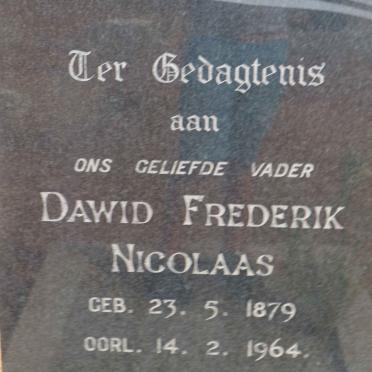 Ter Gedagtenis
aan
ONS GELIEFDE VADER
DAWID FREDERIK
NICOLAAS
GEB. 23. 5. 1879
OORL. 14. 2. 1964.